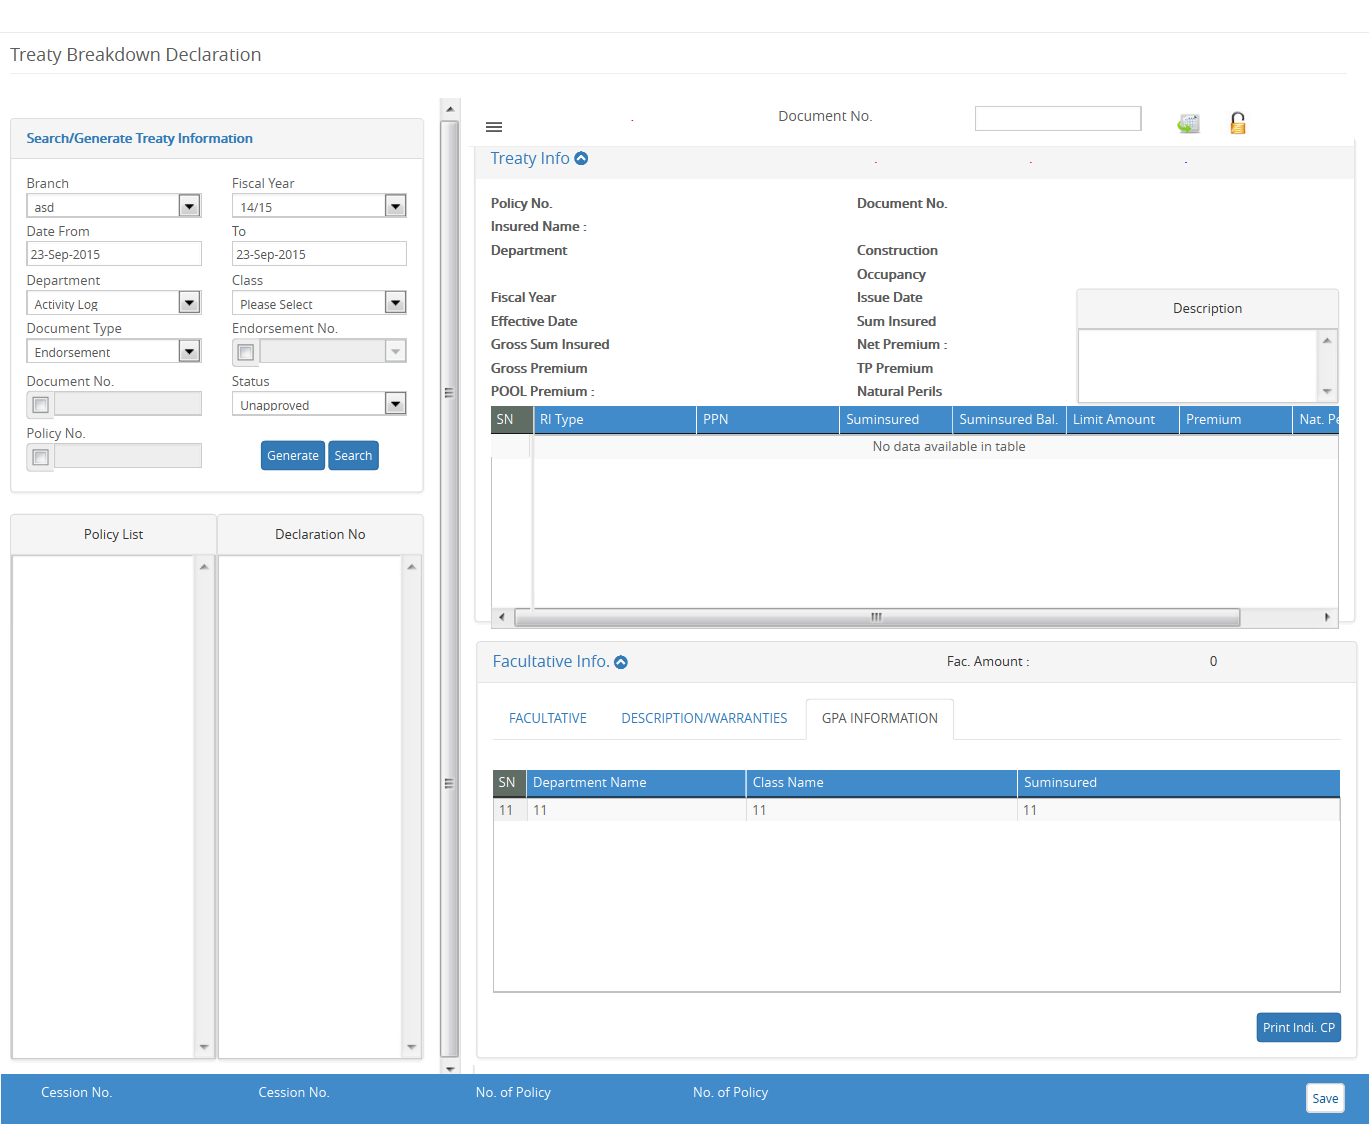 Treaty Breakdown Declaration
Search/Generate Treaty Information
Branch Fiscal Year
asd 14/15
Date From To
23-Sep-2015 23-Sep-2015
Department Class
Activity Log Please Select
Document Type Endorsement No.
Endorsement
Document No. Status
Unapproved
Policy No.
Generate Search
Policy List Declaration No
Document No.
Treaty Info
Policy No. Document No.
Insured Name :
Department Construction
Occupancy
Fiscal Year Issue Date
Description
Effective Date Sum Insured
Gross Sum Insured Net Premium :
Gross Premium TP Premium
POOL Premium : Natural Perils
SN RI Type PPN Suminsured Suminsured Bal. Limit Amount Premium Nat. Pe
No data available in table
Facultative Info. Fac. Amount : 0
FACULTATIVE DESCRIPTION/WARRANTIES GPA INFORMATION
SN Department Name Class Name Suminsured
11 11 11 11
Print Indi. CP
Cession No. Cession No. No. of Policy No. of Policy Save